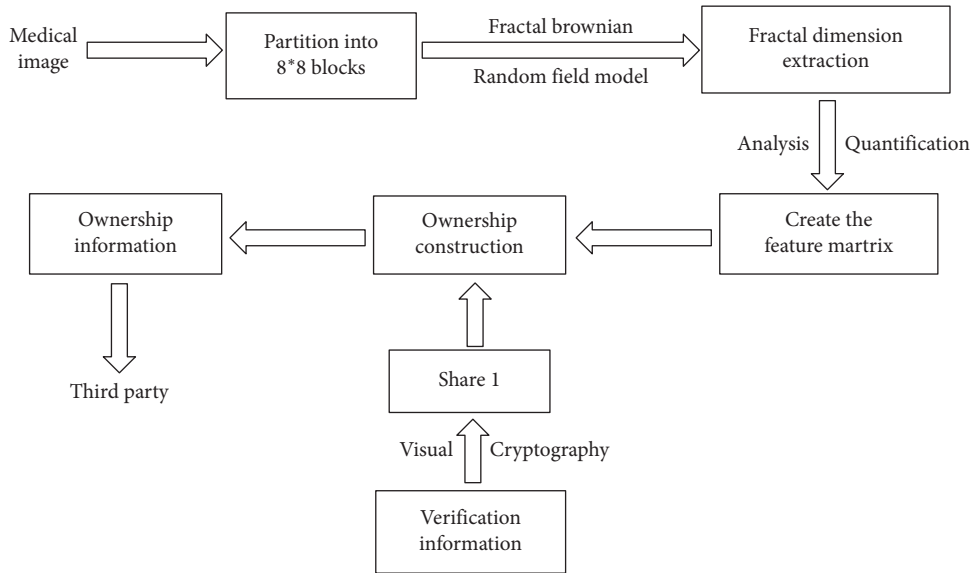 Medical
image
Partition into
8*8 blocks
Fractal brownian
Random field model
Fractal dimension
extraction
Analysis
Quantification
Ownership
information
Ownership
construction
Create the
feature martrix
Third party
Share 1
Visual
Cryptography
Verification
information